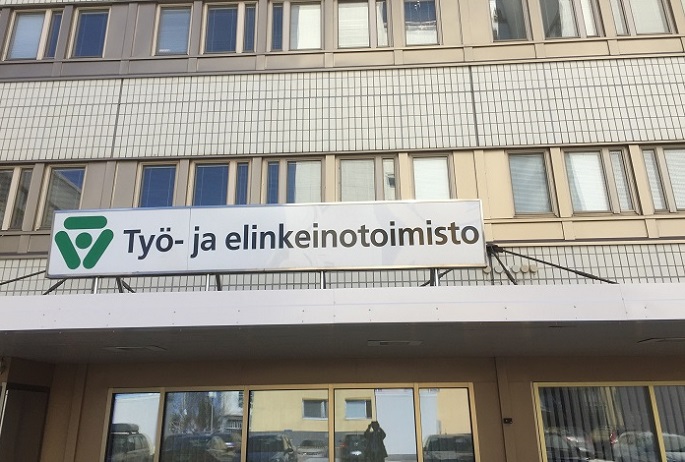 Työ- ja elinkeinotoimisto